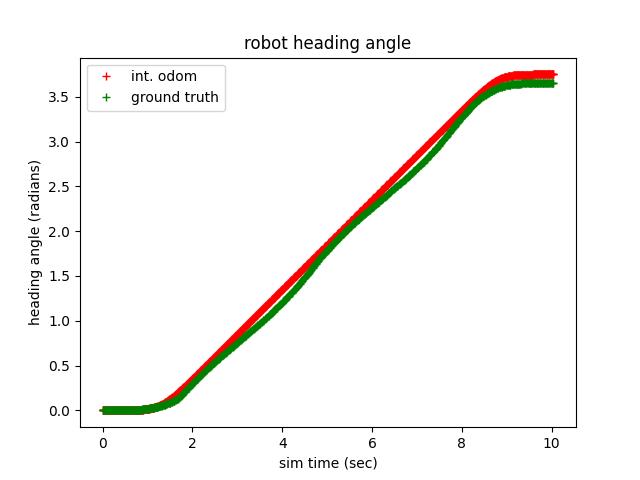 robot heading angle
int. odom
ground truth
3.5
3.0
2.5
2.0
1.5
1.0
0.5
0.0
heading angle (radians)
0 2 4 6 8 10
sim time (sec)